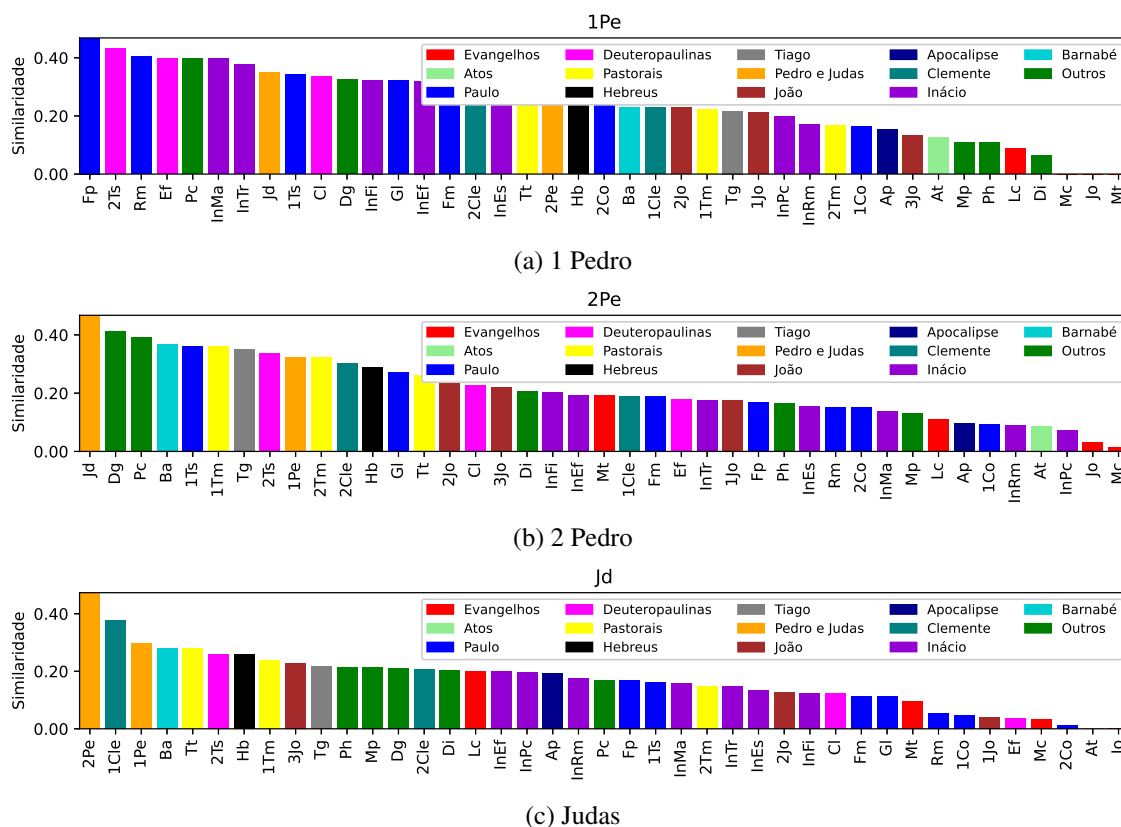 1Pe
Similaridade
0.40
0.20
0.00
Evangelhos Deuteropaulinas Tiago Apocalipse Barnabé
Atos Pastorais Pedro e Judas Clemente Outros
Paulo Hebreus João Inácio
Fp 2Ts Rm Ef Pc InMa InTr Jd 1Ts Cl Dg InFi Gl InEf Fm 2Cle InEs Tt 2Pe Hb 2Co Ba 1Cle 2Jo 1Tm Tg 1Jo InPc InRm 2Tm 1Co Ap 3Jo At Mp Ph Lc Di Mc Jo Mt
(a) 1 Pedro
2Pe
Similaridade
0.40
0.20
0.00
Evangelhos Deuteropaulinas Tiago Apocalipse Barnabé
Atos Pastorais Pedro e Judas Clemente Outros
Paulo Hebreus João Inácio
Jd Dg Pc Ba 1Ts 1Tm Tg 2Ts 1Pe 2Tm 2Cle Hb Gl Tt 2Jo Cl 3Jo Di InFi InEf Mt 1Cle Fm Ef InTr 1Jo Fp Ph InEs Rm 2Co InMa Mp Lc Ap 1Co InRm At InPc Jo Mc
(b) 2 Pedro
Jd
Similaridade
0.40
0.20
0.00
Evangelhos Deuteropaulinas Tiago Apocalipse Barnabé
Atos Pastorais Pedro e Judas Clemente Outros
Paulo Hebreus João Inácio
2Pe 1Cle 1Pe Ba Tt 2Ts Hb 1Tm 3Jo Tg Ph Mp Dg 2Cle Di Lc InEf InPc Ap InRm Pc Fp 1Ts InMa 2Tm InTr InEs 2Jo InFi Cl Fm Gl Mt Rm 1Co 1Jo Ef Mc 2Co At Jo
(c) Judas